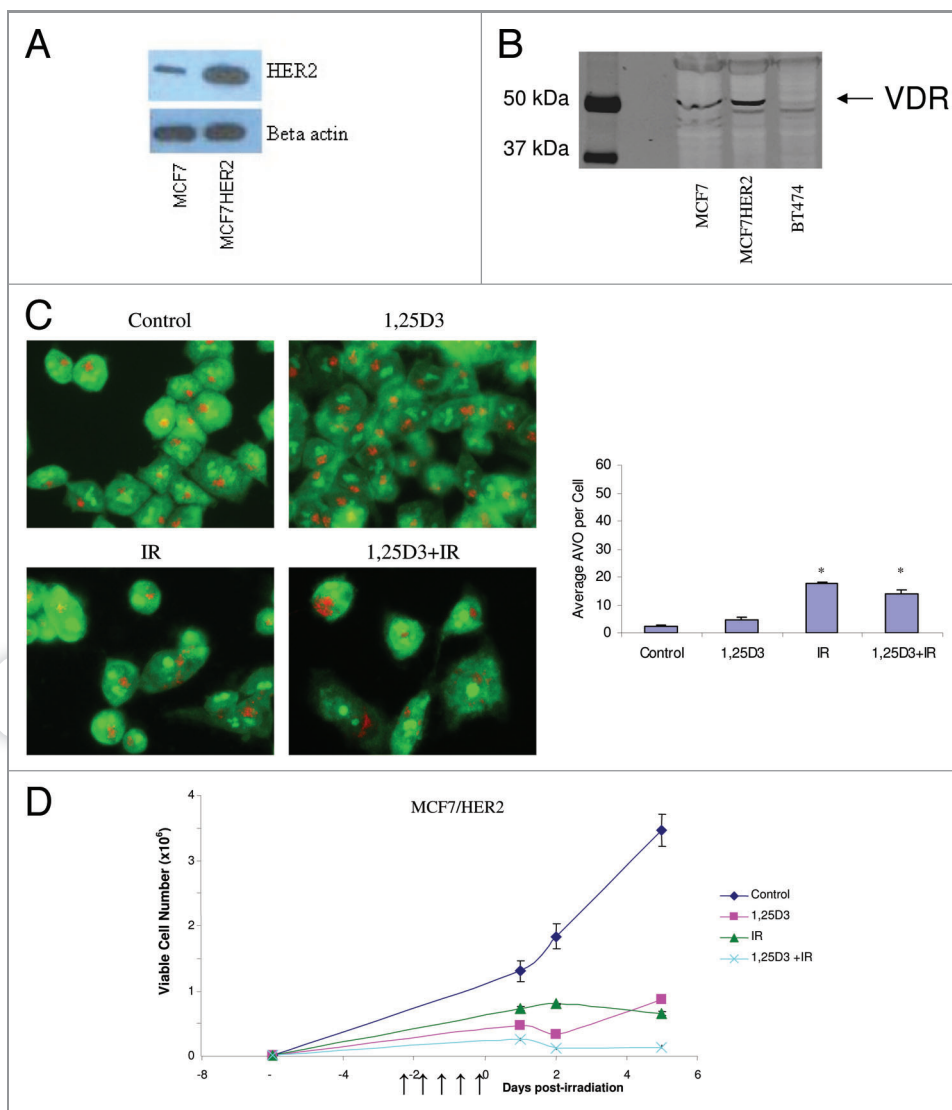 A
HER2
Beta actin
MCF7
MCF7HER2
B
50 kDa
37 kDa
VDR
MCF7
MCF7HER2
BT474
C
Control
1,25D3
IR
1,25D3+IR
Average AVO per Cell
60
50
40
30
20
10
0
* *
Control 1,25D3 IR 1,25D3+IR
D
MCF7/HER2
Viable Cell Number (x10⁶)
4
3
2
1
0
-8 - -4 -2 0 2 4 6
Days post-irradiation
Control
1,25D3
IR
1,25D3 +IR